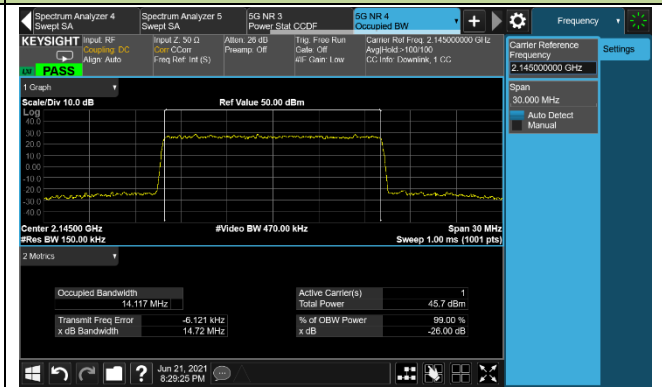 Spectrum Analyzer 4
Swept SA
Spectrum Analyzer 5
Swept SA
5G NR 3
Power Stat CCDF
5G NR 4
Occupied BW
Frequency
KEYSIGHT
Input: RF
Coupling: DC
Align: Auto
Input Z: 50 Ω
Corr CCorr
Freq Ref: Int (S)
Atten: 26 dB
Preamp: Off
Trig: Free Run
Gate: Off
#IF Gain: Low
Carrier Ref Freq: 2.145000000 GHz
Avg|Hold:>100/100
CC Info: Downlink, 1 CC
PASS
Carrier Reference
Frequency
2.145000000 GHz
Settings
Span
30.000 MHz
Auto Detect
Manual
1 Graph
Scale/Div 10.0 dB
Ref Value 50.00 dBm
Log
40.0
30.0
20.0
10.0
0.00
-10.0
-20.0
-30.0
-40.0
Center 2.14500 GHz
#Video BW 470.00 kHz
Span 30 MHz
#Res BW 150.00 kHz
Sweep 1.00 ms (1001 pts)
2 Metrics
Occupied Bandwidth
14.117 MHz
Active Carrier(s) 1
Total Power 45.7 dBm
Transmit Freq Error -6.121 kHz
x dB Bandwidth 14.72 MHz
% of OBW Power 99.00 %
x dB -26.00 dB
Jun 21, 2021
8:29:25 PM